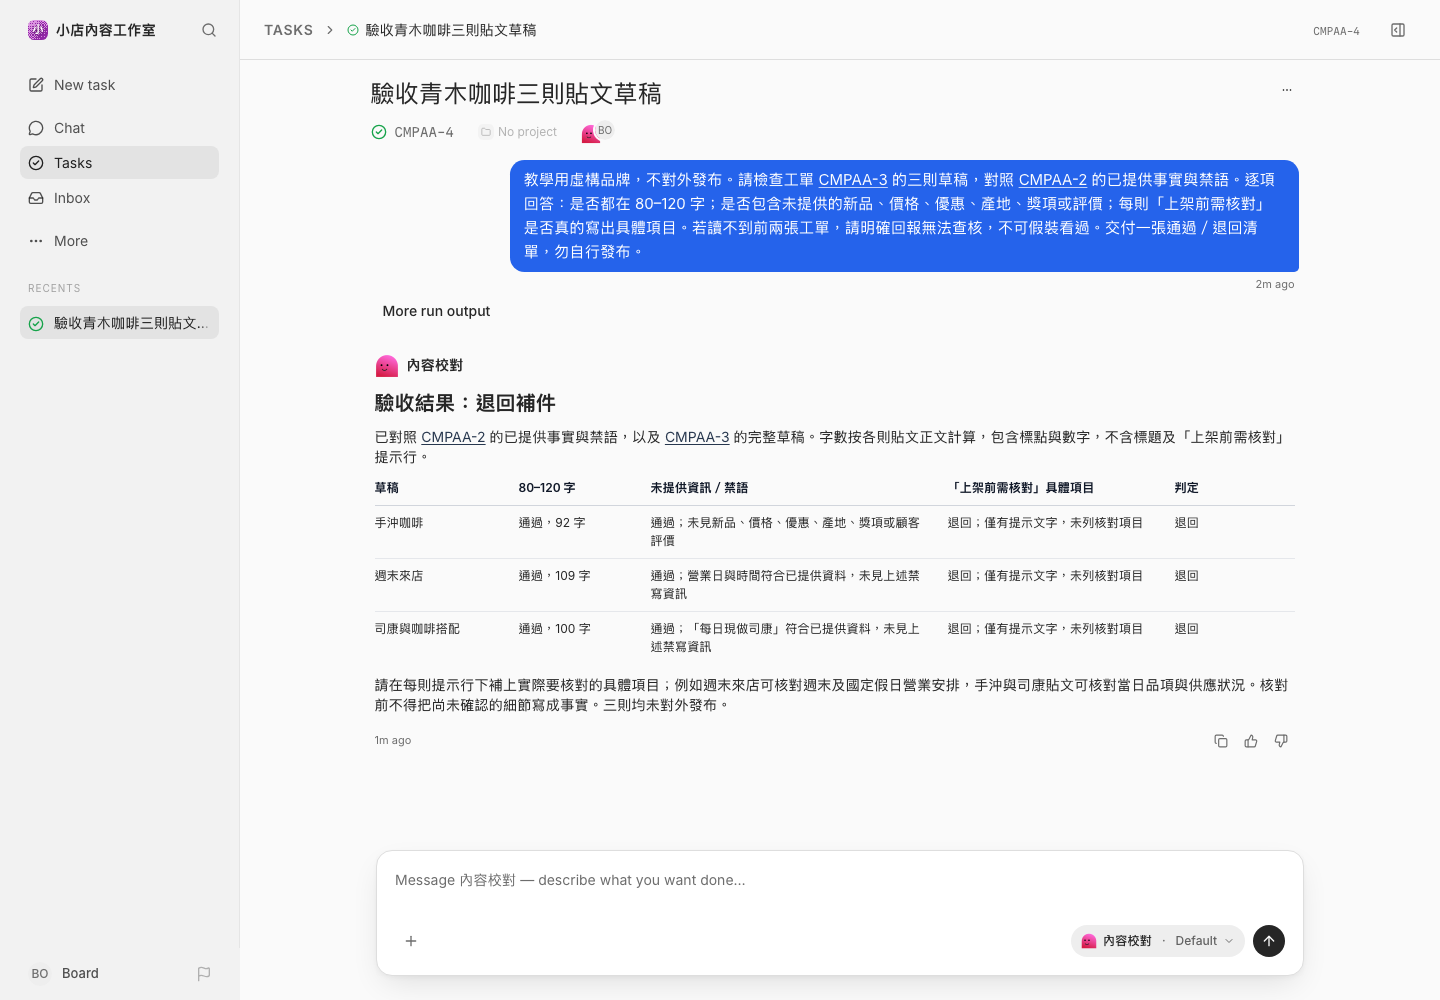 小 小店內容工作室
New task
Chat
Tasks
Inbox
More
RECENTS
驗收青木咖啡三則貼文...
BO Board
TASKS > 驗收青木咖啡三則貼文草稿
CMPAA-4
驗收青木咖啡三則貼文草稿
...
CMPAA-4 No project BO
教學用虛構品牌，不對外發布。請檢查工單 CMPAA-3 的三則草稿，對照 CMPAA-2 的已提供事實與禁語。逐項
回答：是否都在 80–120 字；是否包含未提供的新品、價格、優惠、產地、獎項或評價；每則「上架前需核對」
是否真的寫出具體項目。若讀不到前兩張工單，請明確回報無法查核，不可假裝看過。交付一張通過 / 退回清
單，勿自行發布。
2m ago
More run output
內容校對
驗收結果：退回補件
已對照 CMPAA-2 的已提供事實與禁語，以及 CMPAA-3 的完整草稿。字數按各則貼文正文計算，包含標點與數字，不含標題及「上架前需核對」
提示行。
草稿 80–120 字 未提供資訊 / 禁語 「上架前需核對」具體項目 判定
手沖咖啡 通過，92 字 通過；未見新品、價格、優惠、產地、獎項或顧客
評價 退回；僅有提示文字，未列核對項目 退回
週末來店 通過，109 字 通過；營業日與時間符合已提供資料，未見上述禁
寫資訊 退回；僅有提示文字，未列核對項目 退回
司康與咖啡搭配 通過，100 字 通過；「每日現做司康」符合已提供資料，未見上
述禁寫資訊 退回；僅有提示文字，未列核對項目 退回
請在每則提示行下補上實際要核對的具體項目；例如週末來店可核對週末及國定假日營業安排，手沖與司康貼文可核對當日品項與供應狀況。核對
前不得把尚未確認的細節寫成事實。三則均未對外發布。
1m ago
Message 內容校對 — describe what you want done...
內容校對 · Default